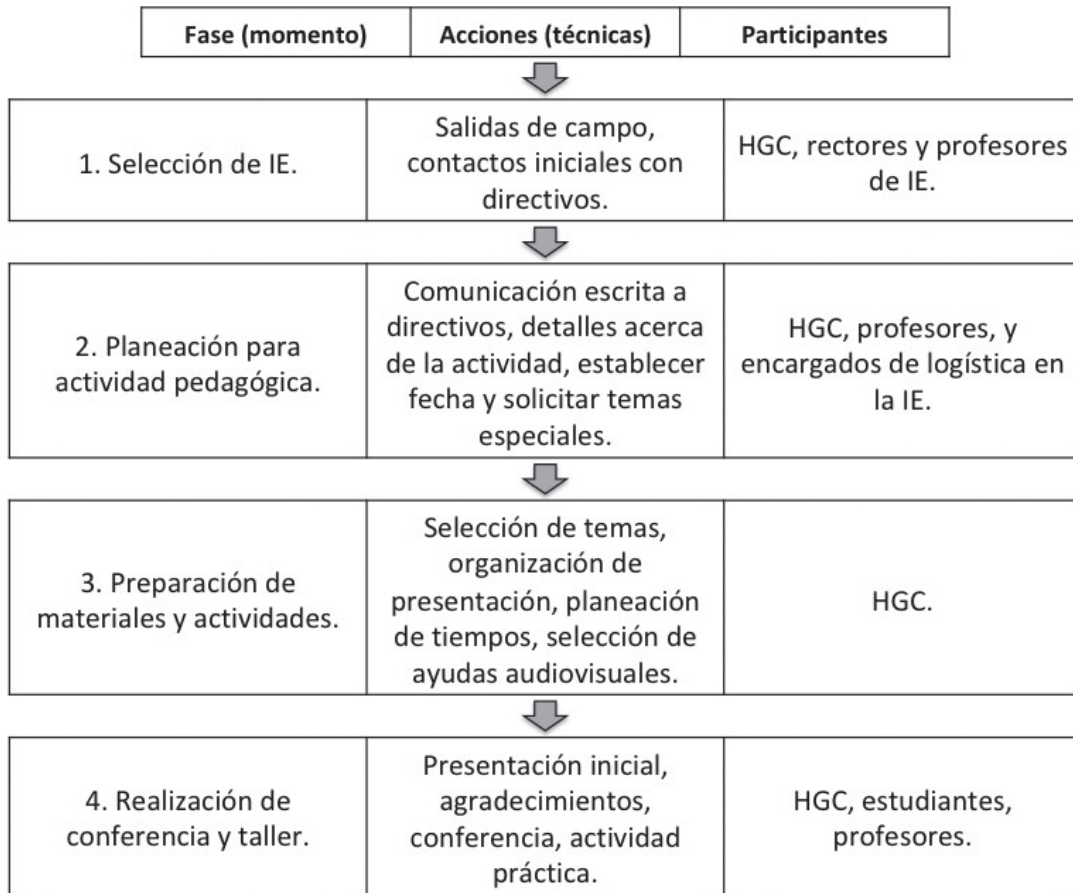 Fase (momento)
Acciones (técnicas)
Participantes
1. Selección de IE.
Salidas de campo,
contactos iniciales con
directivos.
HGC, rectores y profesores
de IE.
2. Planeación para
actividad pedagógica.
Comunicación escrita a
directivos, detalles acerca
de la actividad, establecer
fecha y solicitar temas
especiales.
HGC, profesores, y
encargados de logística en
la IE.
3. Preparación de
materiales y actividades.
Selección de temas,
organización de
presentación, planeación
de tiempos, selección de
ayudas audiovisuales.
HGC.
4. Realización de
conferencia y taller.
Presentación inicial,
agradecimientos,
conferencia, actividad
práctica.
HGC, estudiantes,
profesores.